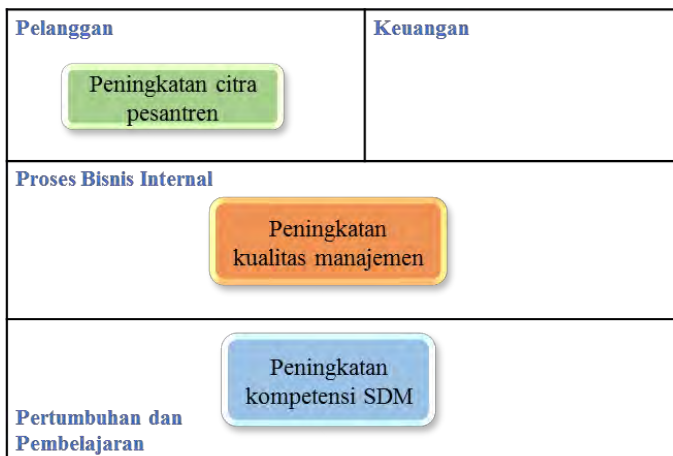 Pelanggan
Keuangan
Peningkatan citra
pesantren
Proses Bisnis Internal
Peningkatan
kualitas manajemen
Peningkatan
kompetensi SDM
Pertumbuhan dan
Pembelajaran